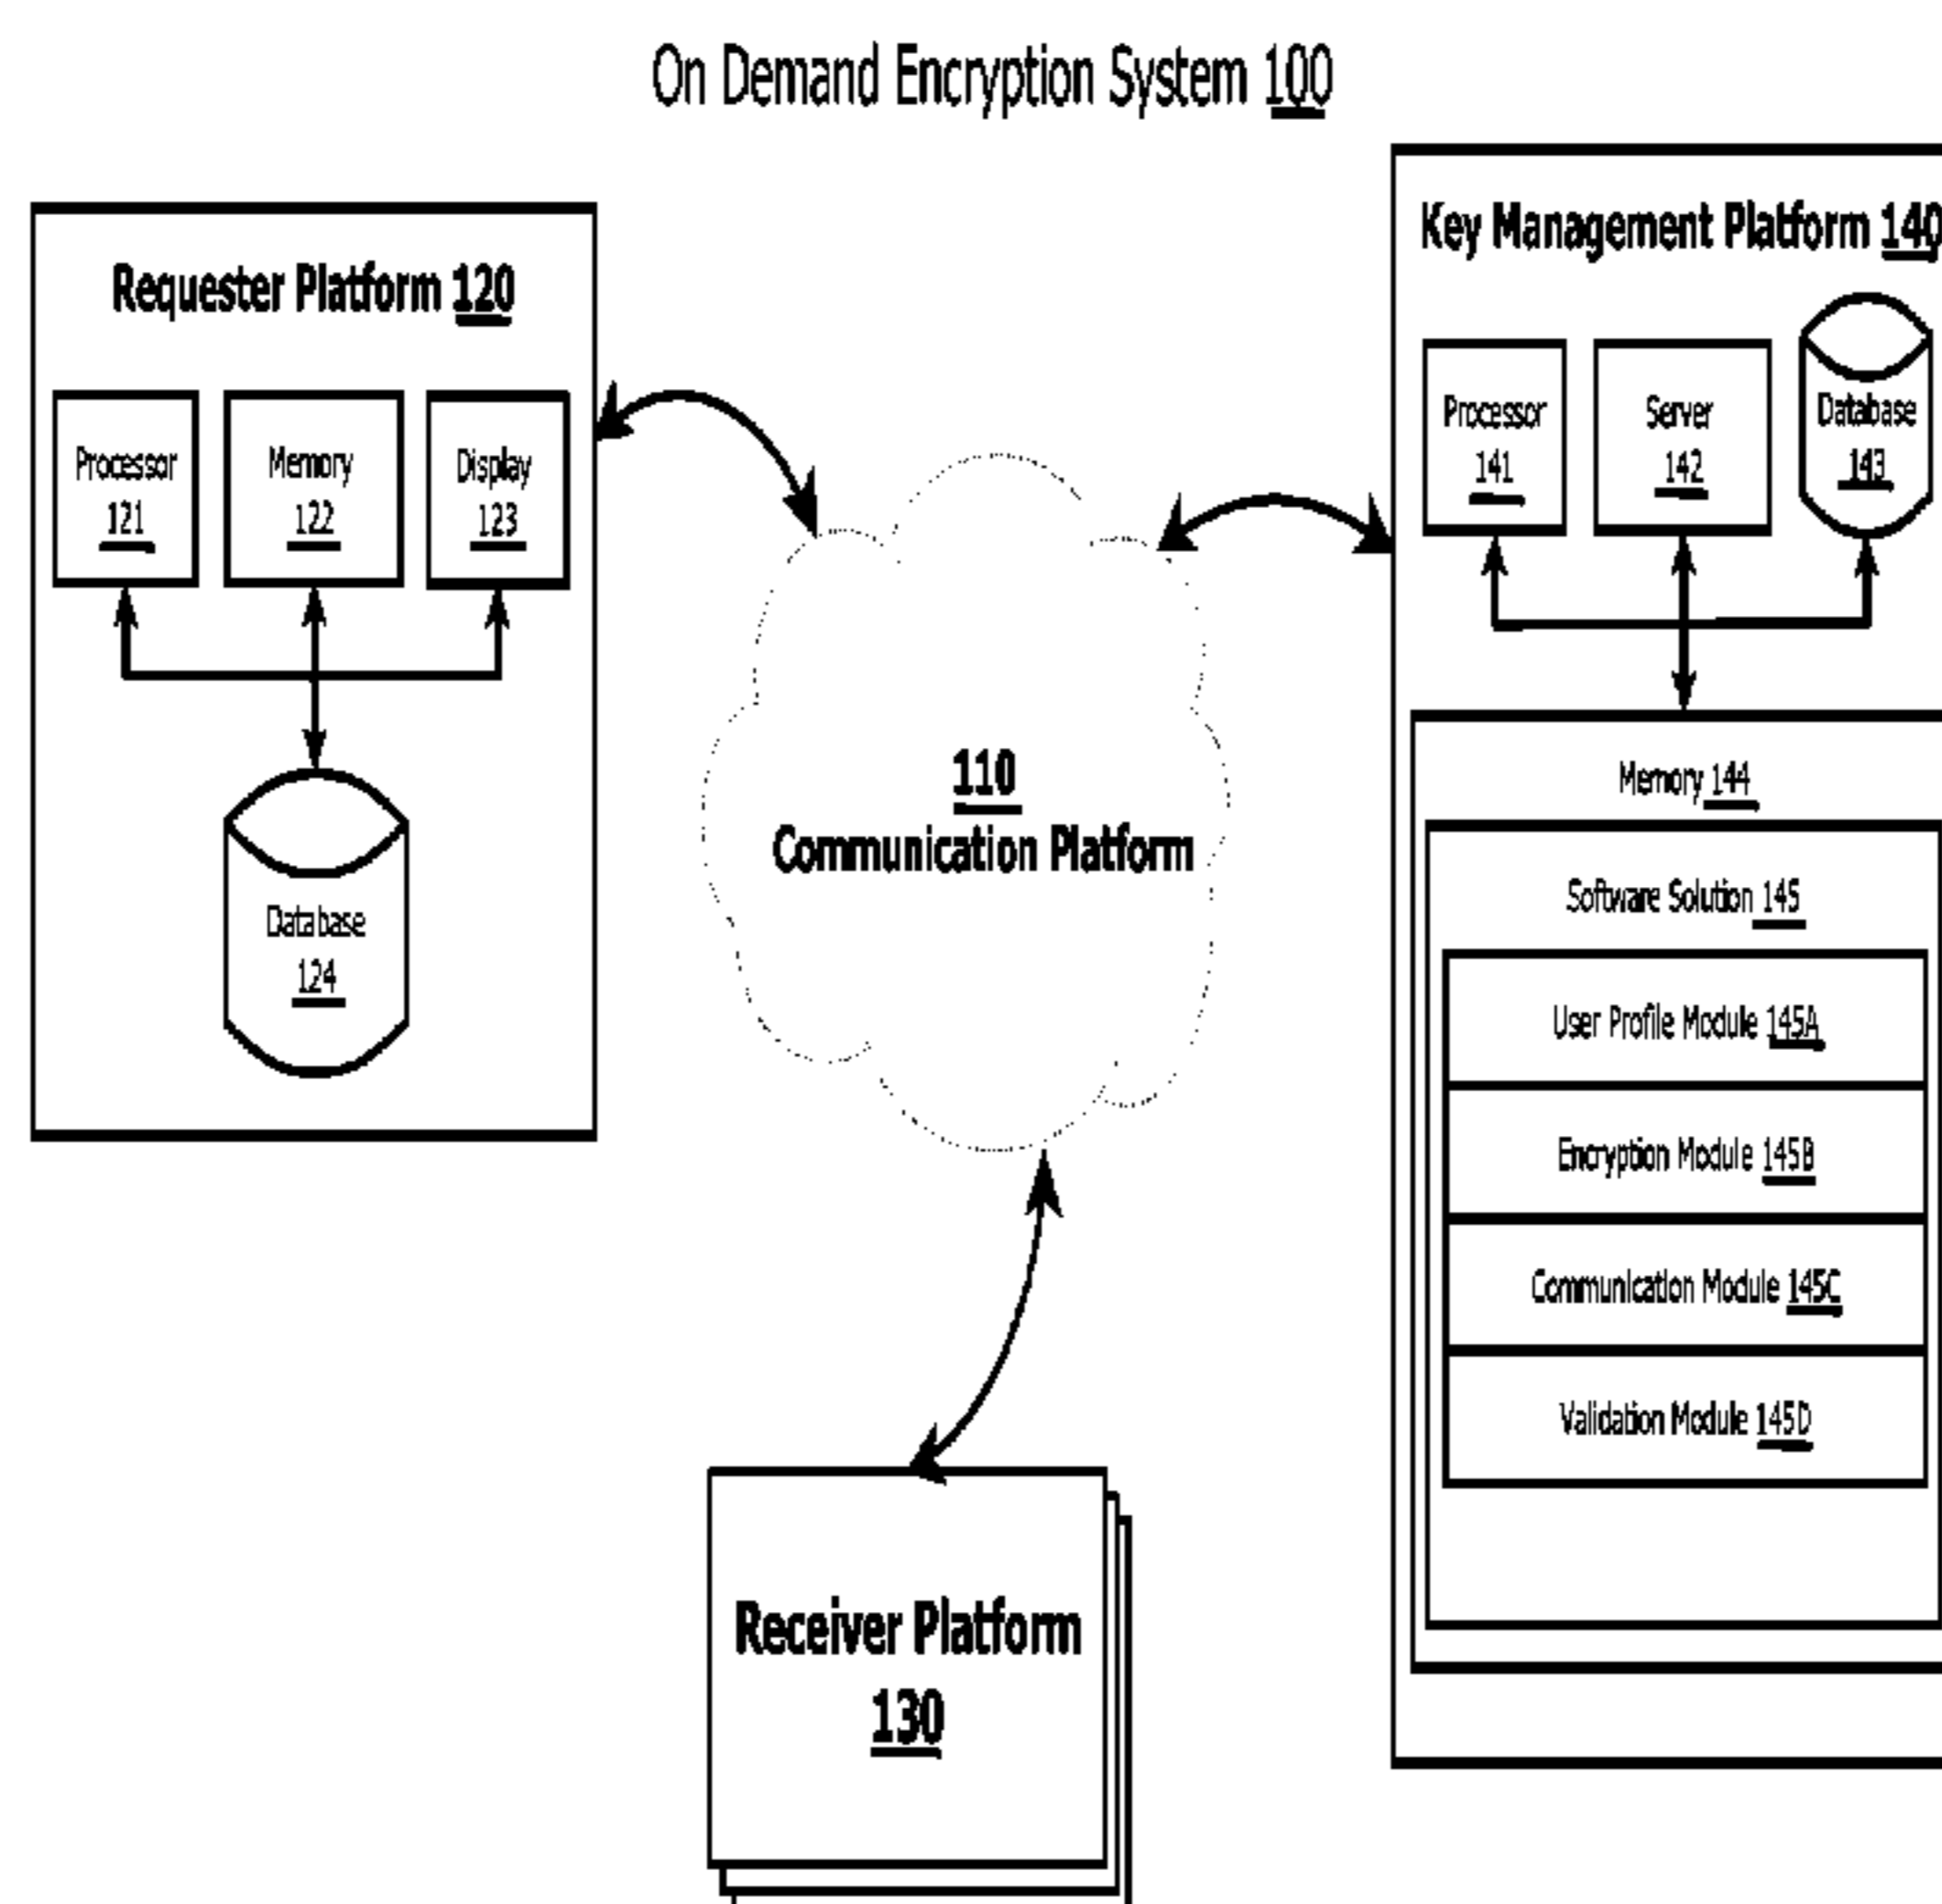 On Demand Encryption System 100
Requester Platform 120
Processor
121
Memory
122
Display
123
Database
124
110
Communication Platform
Receiver Platform
130
Key Management Platform 140
Processor
141
Server
142
Database
143
Memory 144
Software Solution 145
User Profile Module 145A
Encryption Module 145B
Communication Module 145C
Validation Module 145D